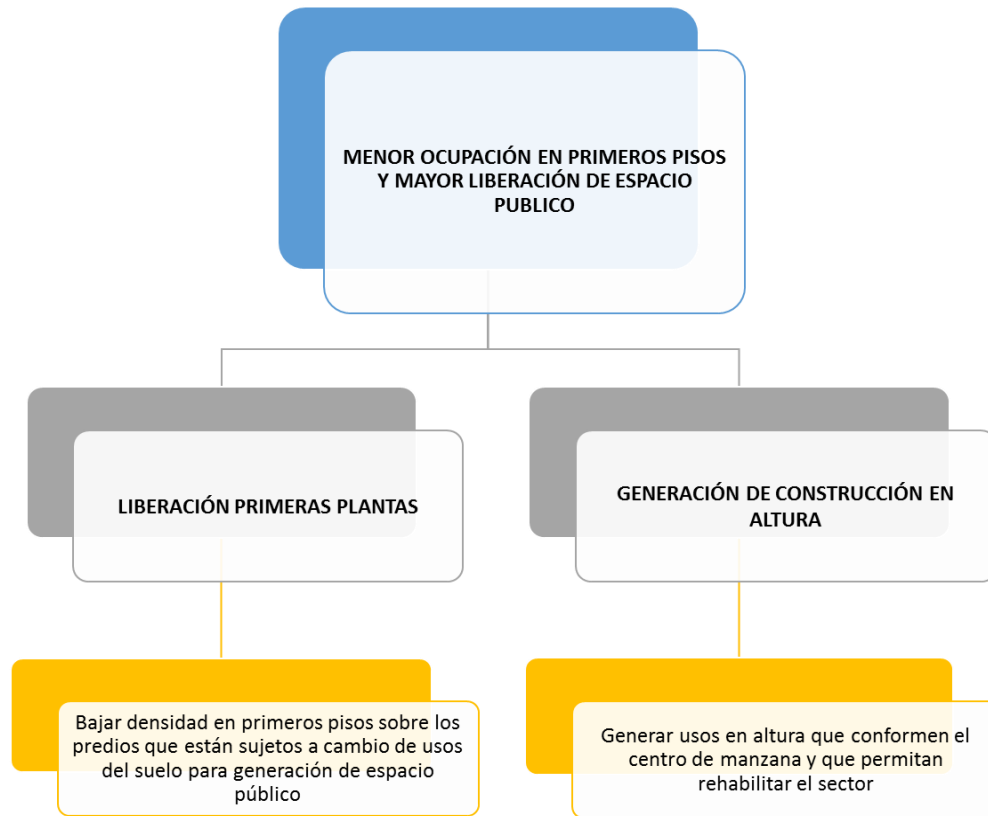 MENOR OCUPACIÓN EN PRIMEROS PISOS
Y MAYOR LIBERACIÓN DE ESPACIO
PUBLICO
LIBERACIÓN PRIMERAS PLANTAS
GENERACIÓN DE CONSTRUCCIÓN EN
ALTURA
Bajar densidad en primeros pisos sobre los
predios que están sujetos a cambio de usos
del suelo para generación de espacio
público
Generar usos en altura que conformen el
centro de manzana y que permitan
rehabilitar el sector